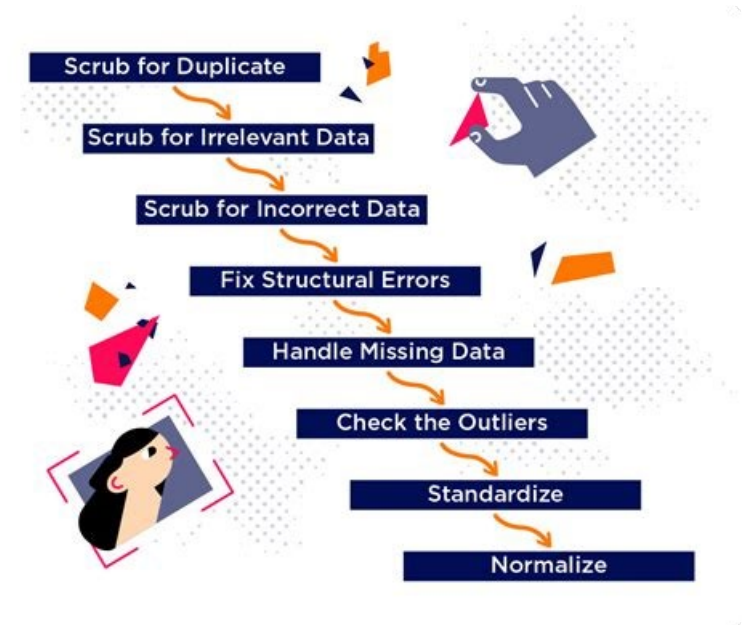 Scrub for Duplicate
Scrub for Irrelevant Data
Scrub for Incorrect Data
Fix Structural Errors
Handle Missing Data
Check the Outliers
Standardize
Normalize